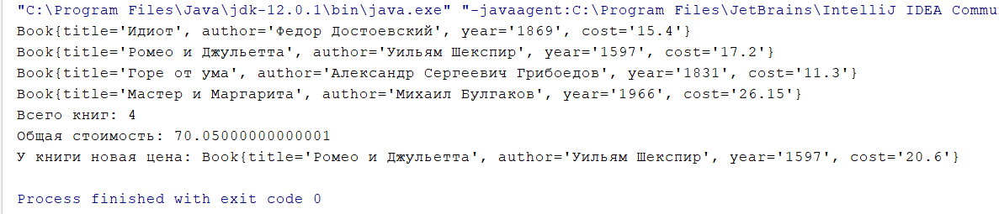 "C:\Program Files\Java\jdk-12.0.1\bin\java.exe" "-javaagent:C:\Program Files\JetBrains\IntelliJ IDEA Commu
Book{title='Идиот', author='Федор Достоевский', year='1869', cost='15.4'}
Book{title='Ромео и Джульетта', author='Уильям Шекспир', year='1597', cost='17.2'}
Book{title='Горе от ума', author='Александр Сергеевич Грибоедов', year='1831', cost='11.3'}
Book{title='Мастер и Маргарита', author='Михаил Булгаков', year='1966', cost='26.15'}
Всего книг: 4
Общая стоимость: 70.05000000000001
У книги новая цена: Book{title='Ромео и Джульетта', author='Уильям Шекспир', year='1597', cost='20.6'}
Process finished with exit code 0